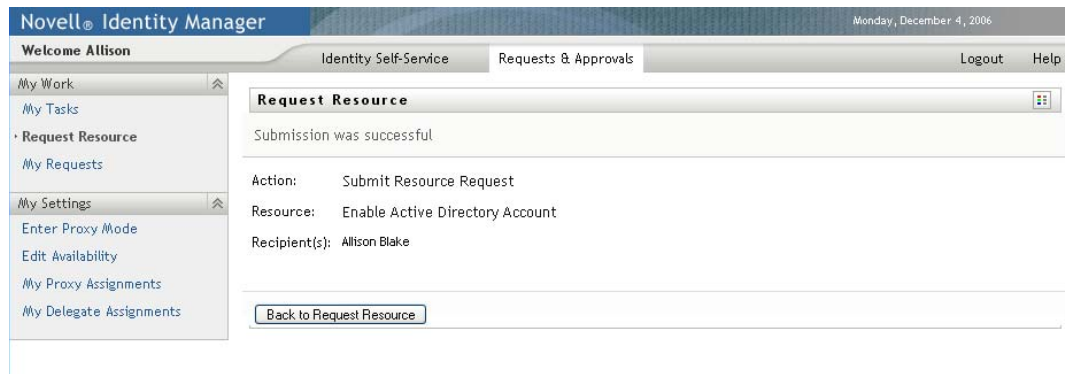 Novell® Identity Manager
Monday, December 4, 2006
Welcome Allison
Identity Self-Service
Requests & Approvals
Logout
Help
My Work
My Tasks
Request Resource
My Requests
My Settings
Enter Proxy Mode
Edit Availability
My Proxy Assignments
My Delegate Assignments
Request Resource
Submission was successful
Action: Submit Resource Request
Resource: Enable Active Directory Account
Recipient(s): Allison Blake
Back to Request Resource